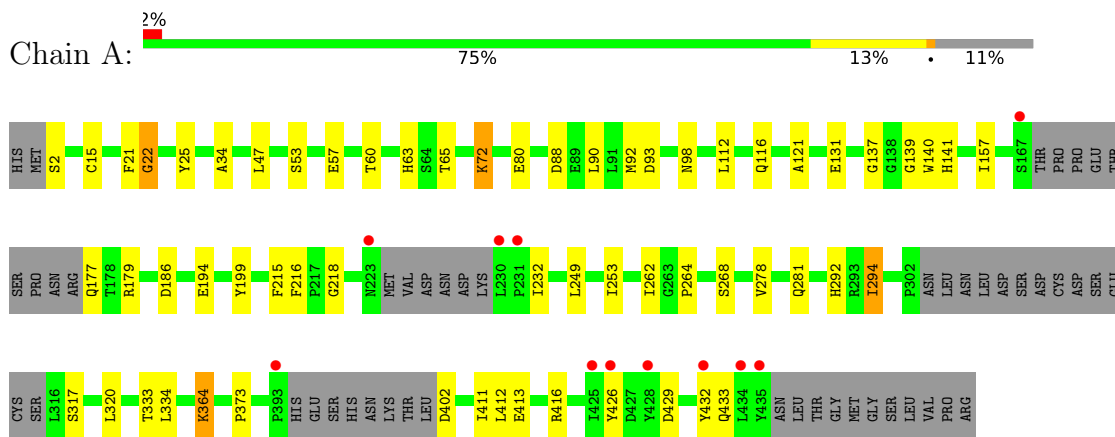 2%
Chain A:
75% 13% • 11%
HIS MET S2 C15 F21 G22 Y25 A34 L47 S53 E57 T60 H63 S64 T65 K72 E80 D88 E89 L90 L91 M92 D93 N98 L112 Q116 A121 E131 G137 G138 G139 W140 H141 I157 S167 THR PRO PRO GLU THR
SER PRO ASN ARG Q177 T178 R179 D186 E194 Y199 F215 F216 P217 G218 N223 MET VAL ASP ASN ASP LYS L230 P231 I232 L249 I253 I262 G263 P264 S268 V278 Q281 H292 R293 I294 P302 ASN LEU ASN LEU ASP SER ASP CYS ASP SER GLU
CYS SER L316 S317 L320 T333 L334 K364 P373 P393 HIS GLU SER HIS ASN LYS THR LEU D402 I411 L412 E413 R416 I425 Y426 D427 Y428 D429 Y432 Q433 L434 Y435 ASN LEU THR GLY MET GLY SER LEU VAL PRO ARG